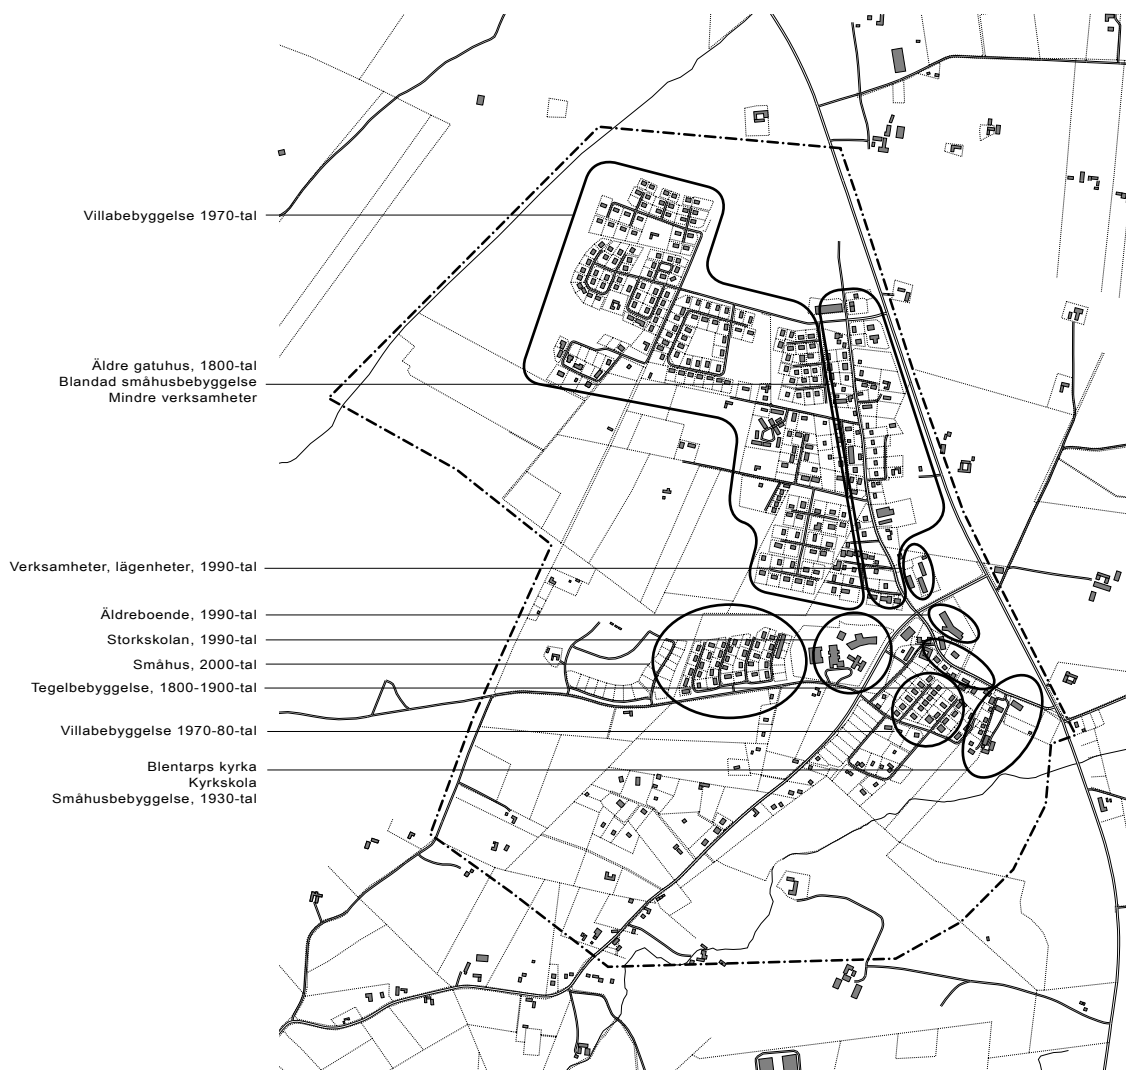 Villabebyggelse 1970-tal
Äldre gatuhus, 1800-tal
Blandad småhusbebyggelse
Mindre verksamheter
Verksamheter, lägenheter, 1990-tal
Äldreboende, 1990-tal
Storkskolan, 1990-tal
Småhus, 2000-tal
Tegelbebyggelse, 1800-1900-tal
Villabebyggelse 1970-80-tal
Blentarps kyrka
Kyrkskola
Småhusbebyggelse, 1930-tal